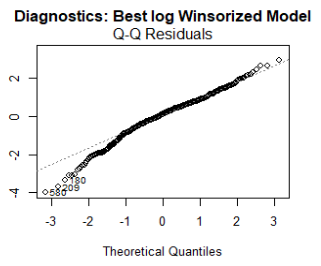 Diagnostics: Best log Winsorized Model
Q-Q Residuals
2
0
-2
-4
180
209
580
-3 -2 -1 0 1 2 3
Theoretical Quantiles